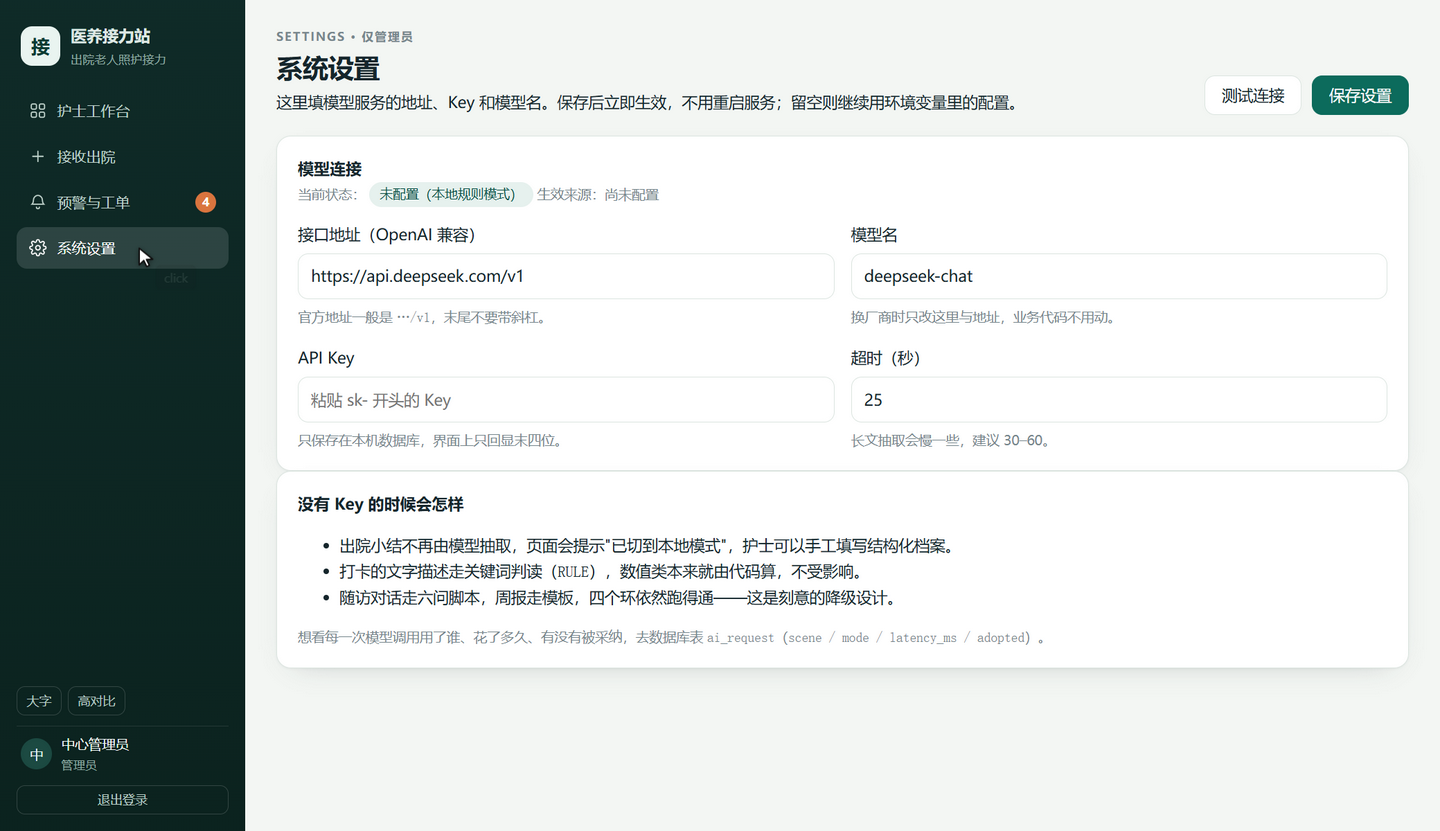 接
医养接力站
出院老人照护接力
护士工作台
接收出院
预警与工单
4
系统设置
click
大字
高对比
中
中心管理员
管理员
退出登录
SETTINGS • 仅管理员
系统设置
这里填模型服务的地址、Key 和模型名。保存后立即生效，不用重启服务；留空则继续用环境变量里的配置。
测试连接
保存设置
模型连接
当前状态： 未配置（本地规则模式） 生效来源：尚未配置
接口地址（OpenAI 兼容）
https://api.deepseek.com/v1
官方地址一般是 …/v1，末尾不要带斜杠。
模型名
deepseek-chat
换厂商时只改这里与地址，业务代码不用动。
API Key
粘贴 sk- 开头的 Key
只保存在本机数据库，界面上只回显末四位。
超时（秒）
25
长文抽取会慢一些，建议 30–60。
没有 Key 的时候会怎样
• 出院小结不再由模型抽取，页面会提示"已切到本地模式"，护士可以手工填写结构化档案。
• 打卡的文字描述走关键词判读（RULE），数值类本来就由代码算，不受影响。
• 随访对话走六问脚本，周报走模板，四个环依然跑得通——这是刻意的降级设计。
想看每一次模型调用用了谁、花了多久、有没有被采纳，去数据库表 ai_request（scene / mode / latency_ms / adopted）。